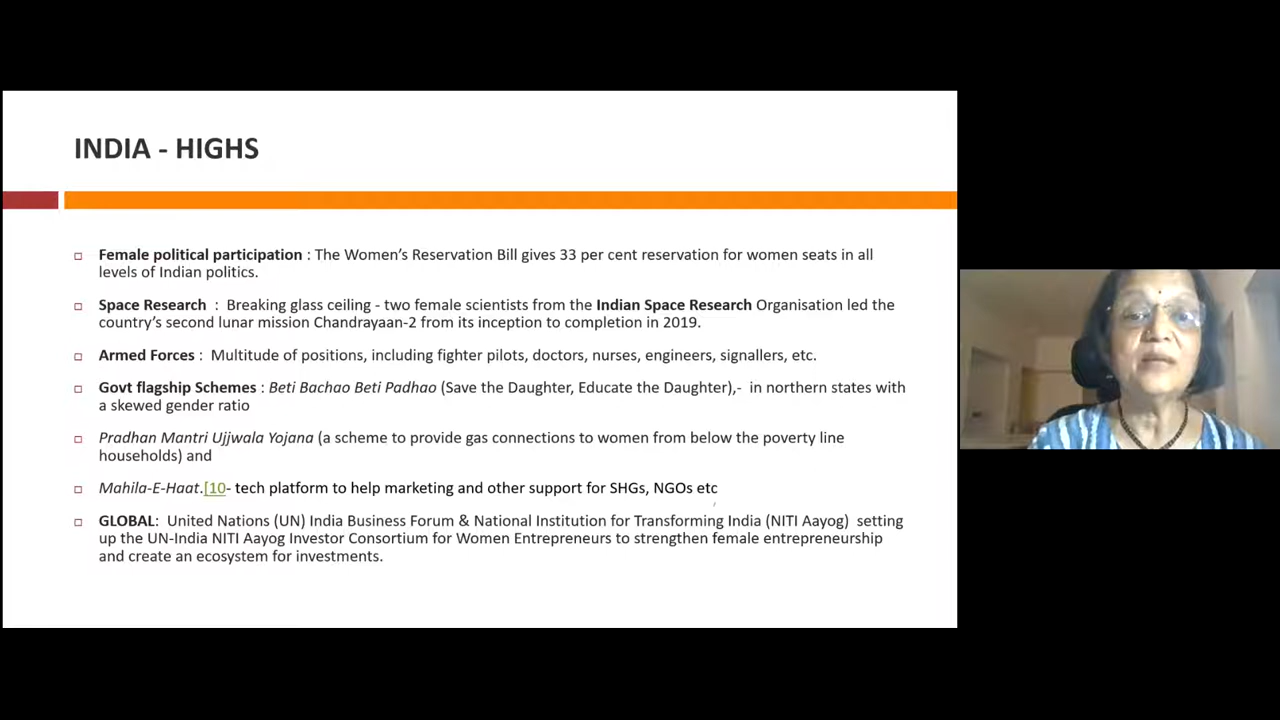 INDIA - HIGHS
Female political participation : The Women's Reservation Bill gives 33 per cent reservation for women seats in all
levels of Indian politics.
Space Research : Breaking glass ceiling - two female scientists from the Indian Space Research Organisation led the
country's second lunar mission Chandrayaan-2 from its inception to completion in 2019.
Armed Forces : Multitude of positions, including fighter pilots, doctors, nurses, engineers, signallers, etc.
Govt flagship Schemes : Beti Bachao Beti Padhao (Save the Daughter, Educate the Daughter),- in northern states with
a skewed gender ratio
Pradhan Mantri Ujjwala Yojana (a scheme to provide gas connections to women from below the poverty line
households) and
Mahila-E-Haat.[10- tech platform to help marketing and other support for SHGs, NGOs etc
GLOBAL: United Nations (UN) India Business Forum & National Institution for Transforming India (NITI Aayog) setting
up the UN-India NITI Aayog Investor Consortium for Women Entrepreneurs to strengthen female entrepreneurship
and create an ecosystem for investments.